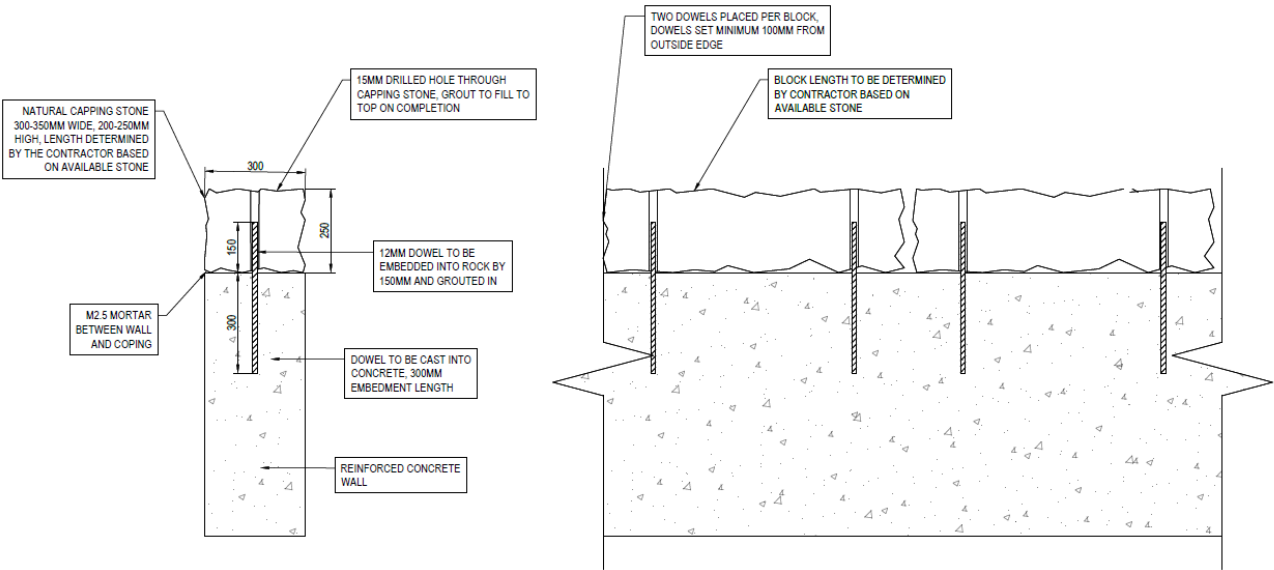 TWO DOWELS PLACED PER BLOCK,
DOWELS SET MINIMUM 100MM FROM
OUTSIDE EDGE
15MM DRILLED HOLE THROUGH
CAPPING STONE, GROUT TO FILL TO
TOP ON COMPLETION
BLOCK LENGTH TO BE DETERMINED
BY CONTRACTOR BASED ON
AVAILABLE STONE
NATURAL CAPPING STONE
300-350MM WIDE, 200-250MM
HIGH, LENGTH DETERMINED
BY THE CONTRACTOR BASED
ON AVAILABLE STONE
300
250
150
12MM DOWEL TO BE
EMBEDDED INTO ROCK BY
150MM AND GROUTED IN
M2.5 MORTAR
BETWEEN WALL
AND COPING
300
DOWEL TO BE CAST INTO
CONCRETE, 300MM
EMBEDMENT LENGTH
REINFORCED CONCRETE
WALL